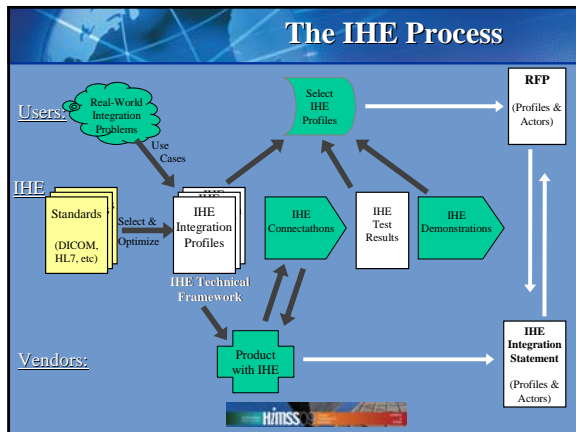 The IHE Process
Users:
Real-World
Integration
Problems
Select
IHE
Profiles
RFP
(Profiles &
Actors)
Use
Cases
IHE
Standards
(DICOM,
HL7, etc)
Select &
Optimize
IHE
Integration
Profiles
IHE
Connectathons
IHE
Test
Results
IHE
Demonstrations
IHE Technical
Framework
Vendors:
Product
with IHE
IHE
Integration
Statement
(Profiles &
Actors)
HIMSS09